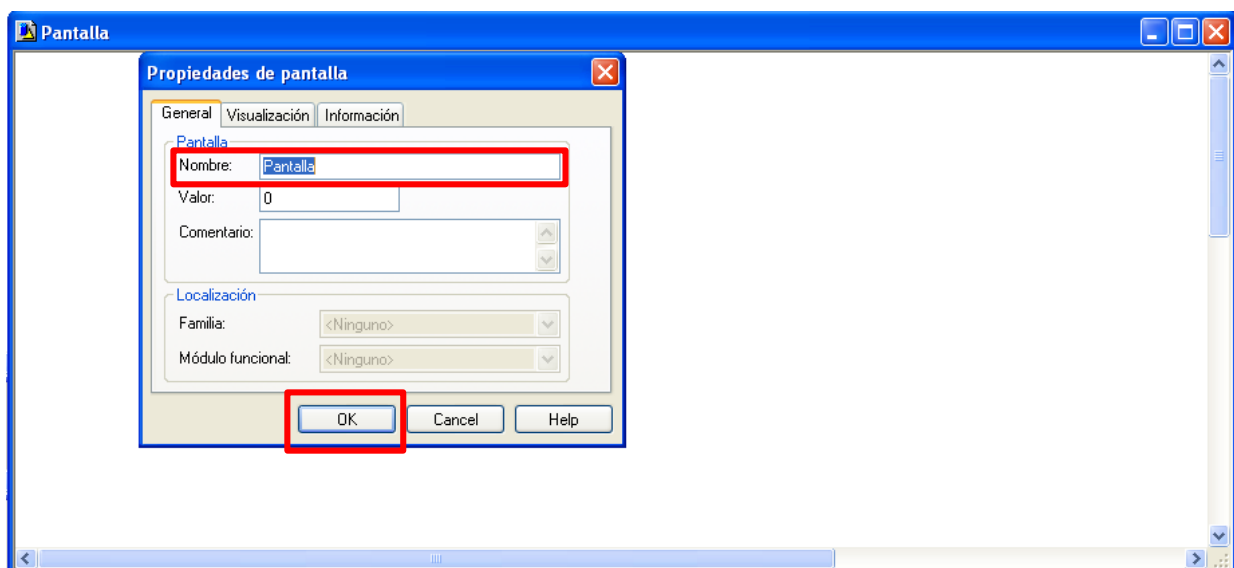 Pantalla
Propiedades de pantalla
General Visualización Información
Pantalla
Nombre: Pantalla
Valor: 0
Comentario:
Localización
Familia: <Ninguno>
Módulo funcional: <Ninguno>
OK Cancel Help